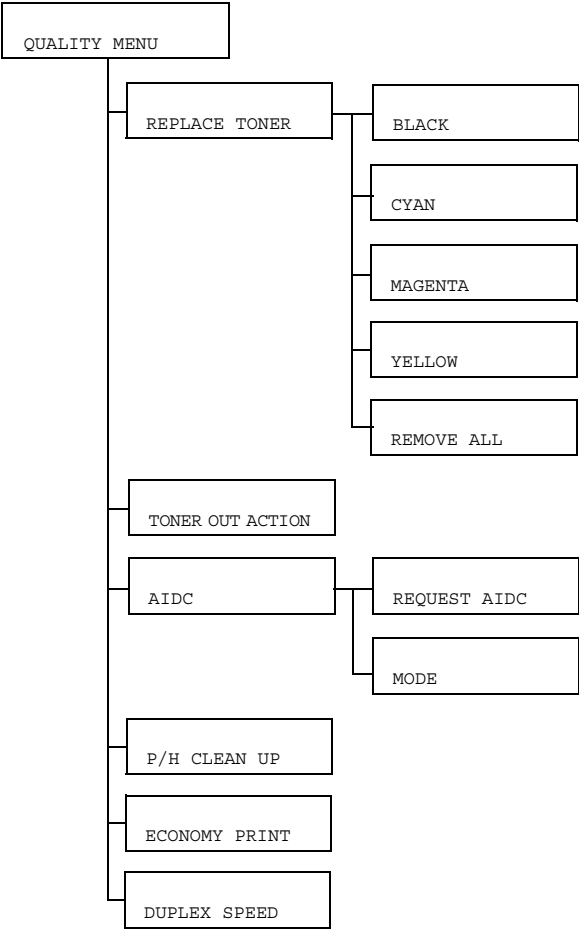 QUALITY MENU
REPLACE TONER
BLACK
CYAN
MAGENTA
YELLOW
REMOVE ALL
TONER OUT ACTION
AIDC
REQUEST AIDC
MODE
P/H CLEAN UP
ECONOMY PRINT
DUPLEX SPEED